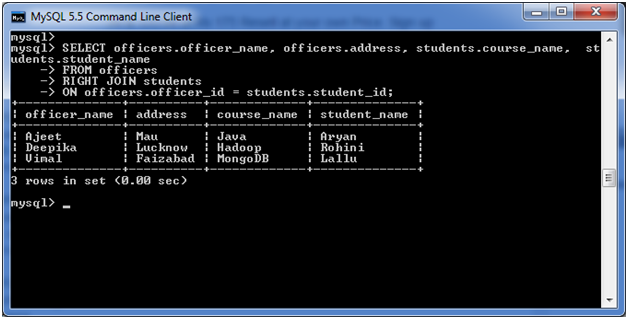 MySQL 5.5 Command Line Client
mysql>
mysql> SELECT officers.officer_name, officers.address, students.course_name,  st
udents.student_name
    -> FROM officers
    -> RIGHT JOIN students
    -> ON officers.officer_id = students.student_id;
+--------------+----------+-------------+--------------+
| officer_name | address  | course_name | student_name |
+--------------+----------+-------------+--------------+
| Ajeet        | Mau      | Java        | Aryan        |
| Deepika      | Lucknow  | Hadoop      | Rohini       |
| Vimal        | Faizabad | MongoDB     | Lallu        |
+--------------+----------+-------------+--------------+
3 rows in set (0.00 sec)
mysql> _